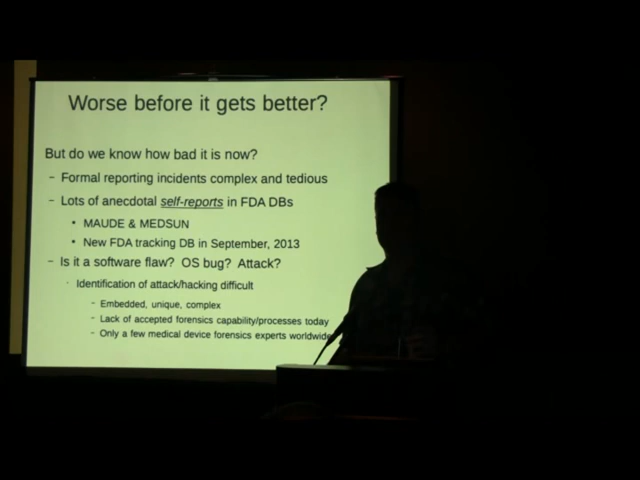 Worse before it gets better?
But do we know how bad it is now?
– Formal reporting incidents complex and tedious
– Lots of anecdotal self-reports in FDA DBs
• MAUDE & MEDSUN
• New FDA tracking DB in September, 2013
– Is it a software flaw? OS bug? Attack?
· Identification of attack/hacking difficult
– Embedded, unique, complex
– Lack of accepted forensics capability/processes today
– Only a few medical device forensics experts worldwide